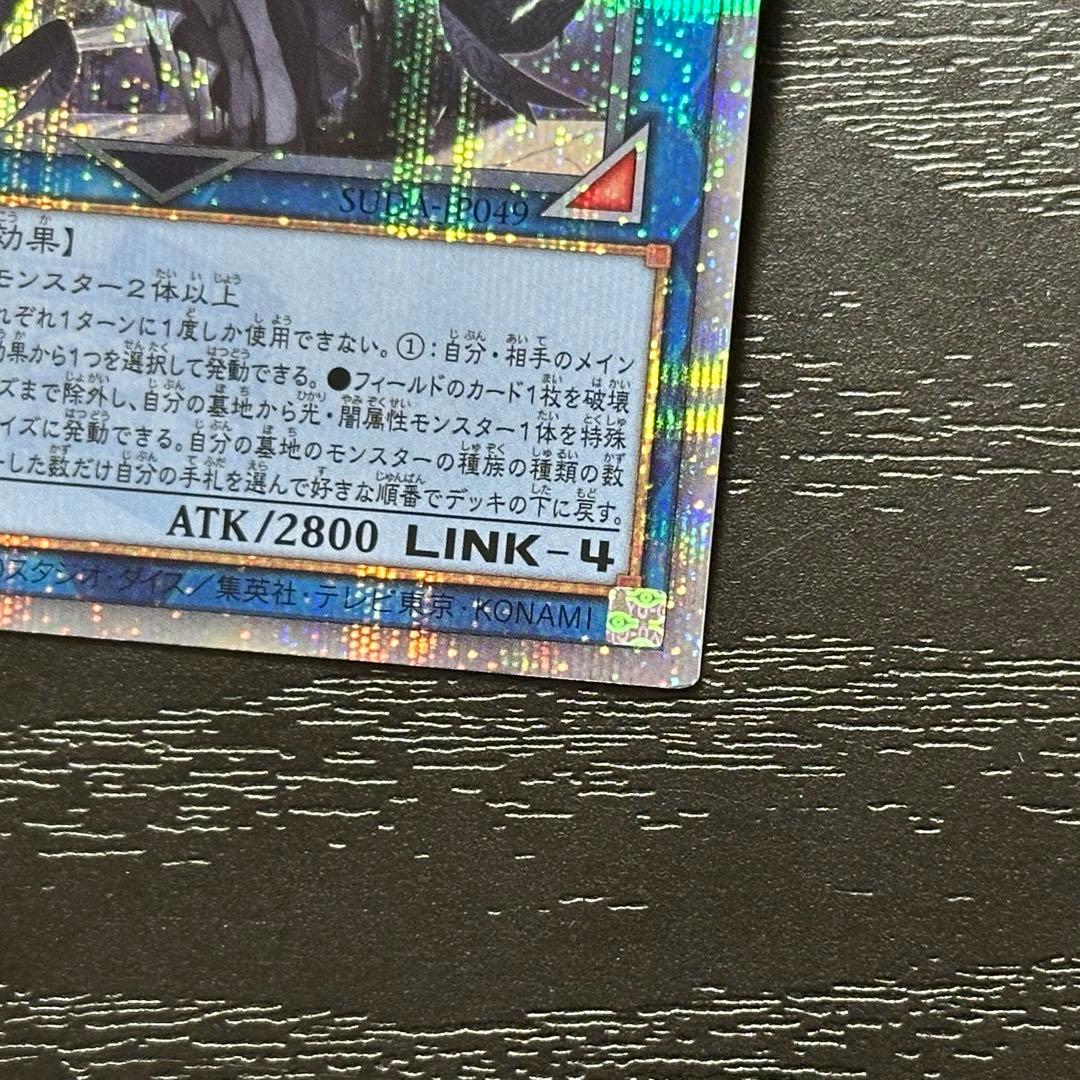 SUDA-JP049
効果】
モンスター2体以上
れぞれ1ターンに1度しか使用できない。①:自分・相手のメイン
効果から1つを選択して発動できる。●フィールドのカード1枚を破壊
ズまで除外し、自分の墓地から光・闇属性モンスター1体を特殊
イズに発動できる。自分の墓地のモンスターの種族の種類の数
ーした数だけ自分の手札を選んで好きな順番でデッキの下に戻す。
ATK/2800 LINK-4
スタジオ・ダイス/集英社・テレビ東京・KONAMI